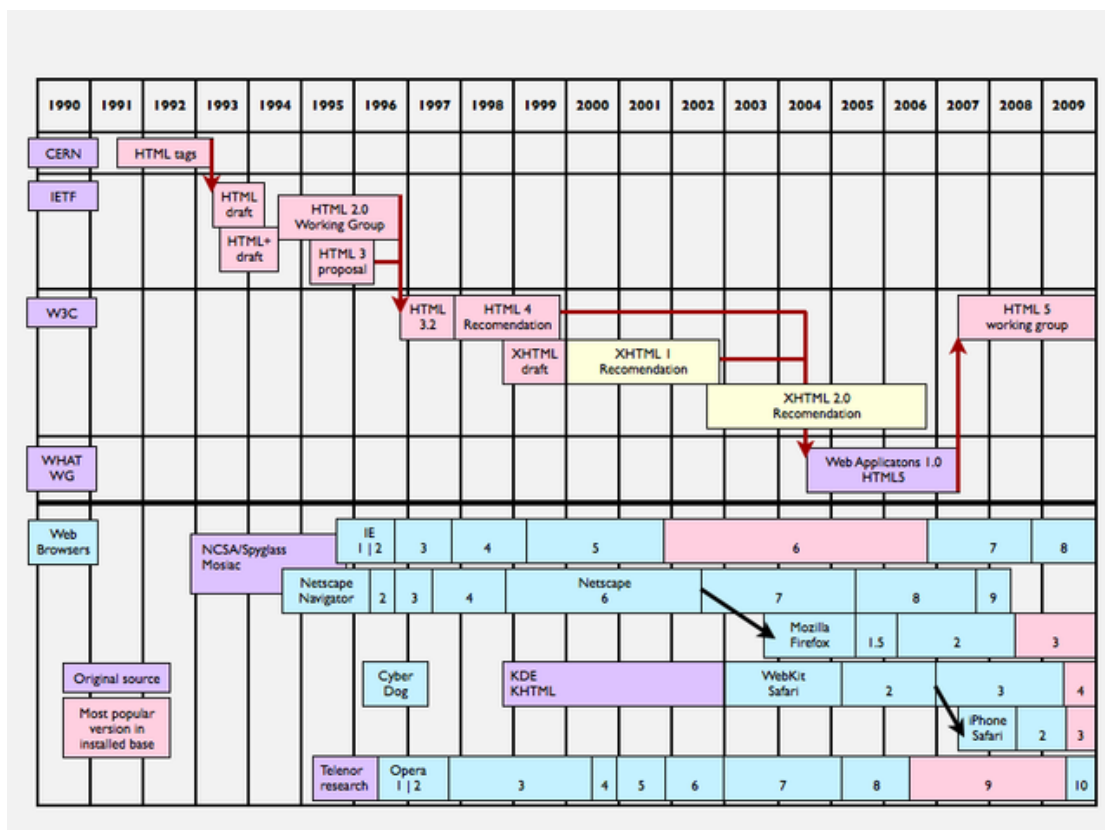 1990 1991 1992 1993 1994 1995 1996 1997 1998 1999 2000 2001 2002 2003 2004 2005 2006 2007 2008 2009
CERN
HTML tags
IETF
HTML
draft
HTML+
draft
HTML 2.0
Working Group
HTML 3
proposal
W3C
HTML
3.2
HTML 4
Recomendation
HTML 5
working group
XHTML
draft
XHTML 1
Recomendation
XHTML 2.0
Recomendation
WHAT
WG
Web Applicatons 1.0
HTML5
Web
Browsers
NCSA/Spyglass
Mosiac
IE
1 | 2
3
4
5
6
7
8
Netscape
Navigator
2
3
4
Netscape
6
7
8
9
Mozilla
Firefox
1.5
2
3
Original source
Cyber
Dog
KDE
KHTML
WebKit
Safari
2
3
4
Most popular
version in
installed base
iPhone
Safari
2
3
Telenor
research
Opera
1 | 2
3
4
5
6
7
8
9
10